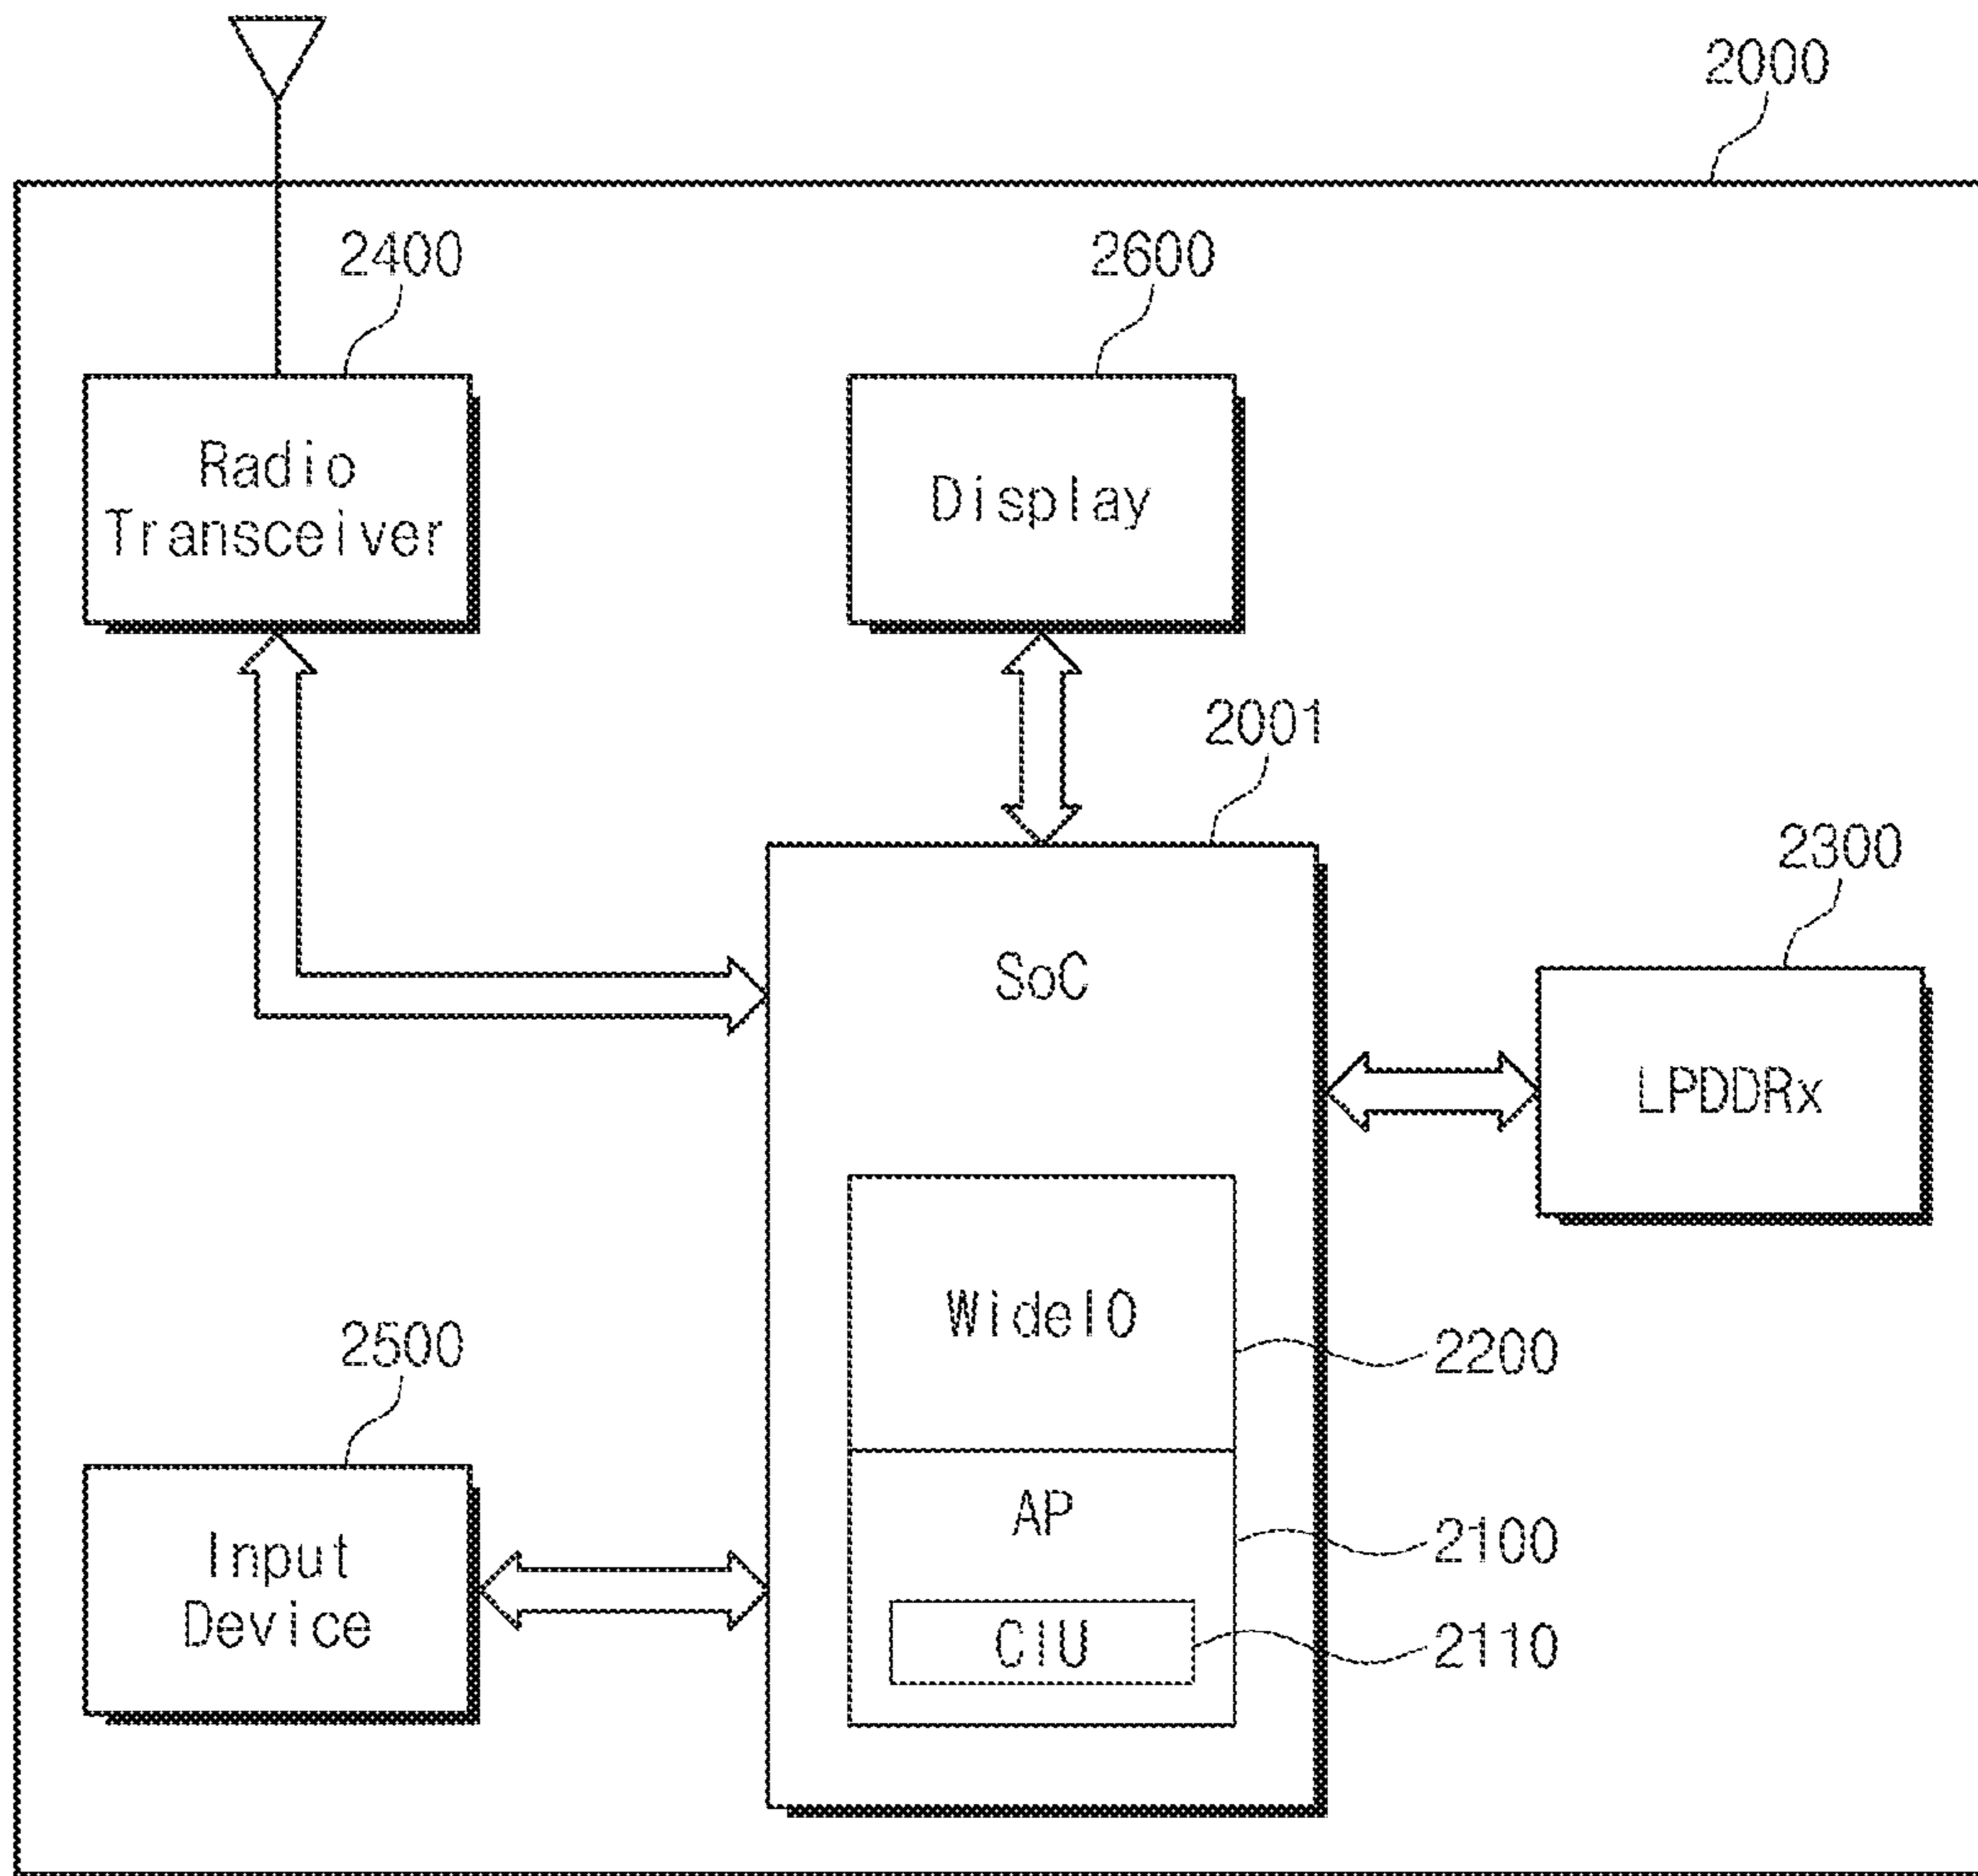 2000
2400
2600
Radio
Transceiver
Display
2001
2300
SoC
LPDDRx
WideIO
2200
2500
AP
2100
Input
Device
CIU
2110